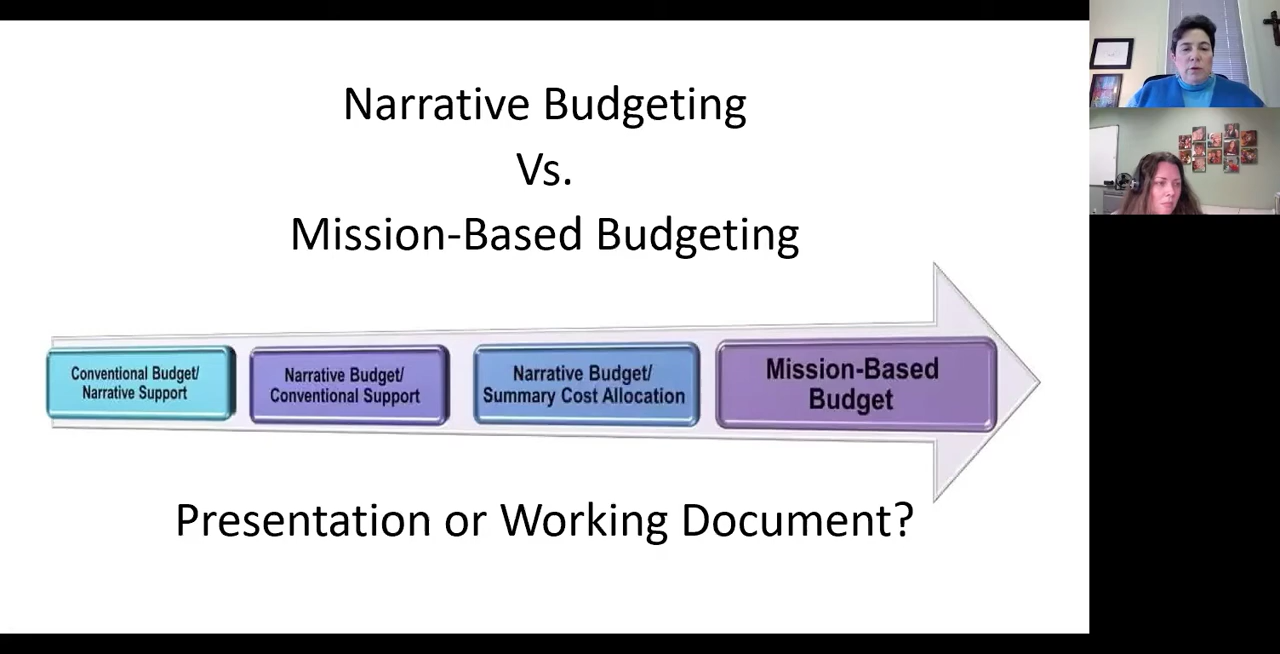 Narrative Budgeting
Vs.
Mission-Based Budgeting
Conventional Budget/
Narrative Support
Narrative Budget/
Conventional Support
Narrative Budget/
Summary Cost Allocation
Mission-Based
Budget
Presentation or Working Document?